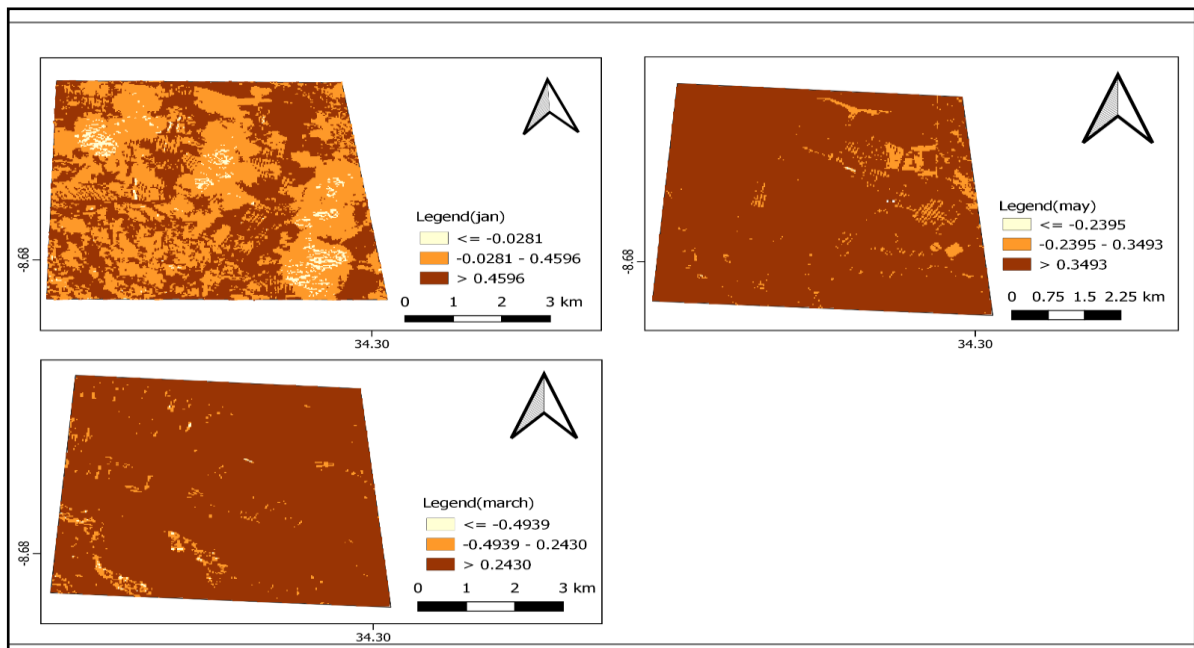 Legend(jan)
<= -0.0281
-0.0281 - 0.4596
> 0.4596
0 1 2 3 km
-8.68
34.30
Legend(may)
<= -0.2395
-0.2395 - 0.3493
> 0.3493
0 0.75 1.5 2.25 km
-8.68
34.30
Legend(march)
<= -0.4939
-0.4939 - 0.2430
> 0.2430
0 1 2 3 km
-8.68
34.30